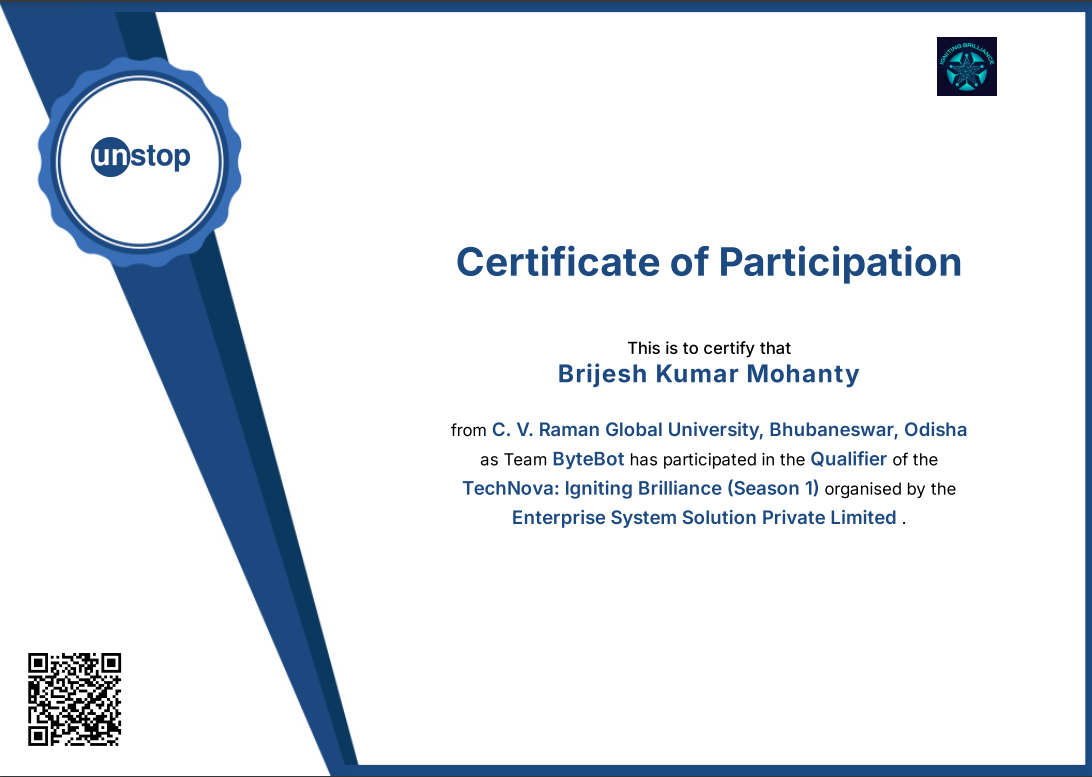 IGNITING BRILLIANCE
unstop
Certificate of Participation
This is to certify that
Brijesh Kumar Mohanty
from C. V. Raman Global University, Bhubaneswar, Odisha
as Team ByteBot has participated in the Qualifier of the
TechNova: Igniting Brilliance (Season 1) organised by the
Enterprise System Solution Private Limited .